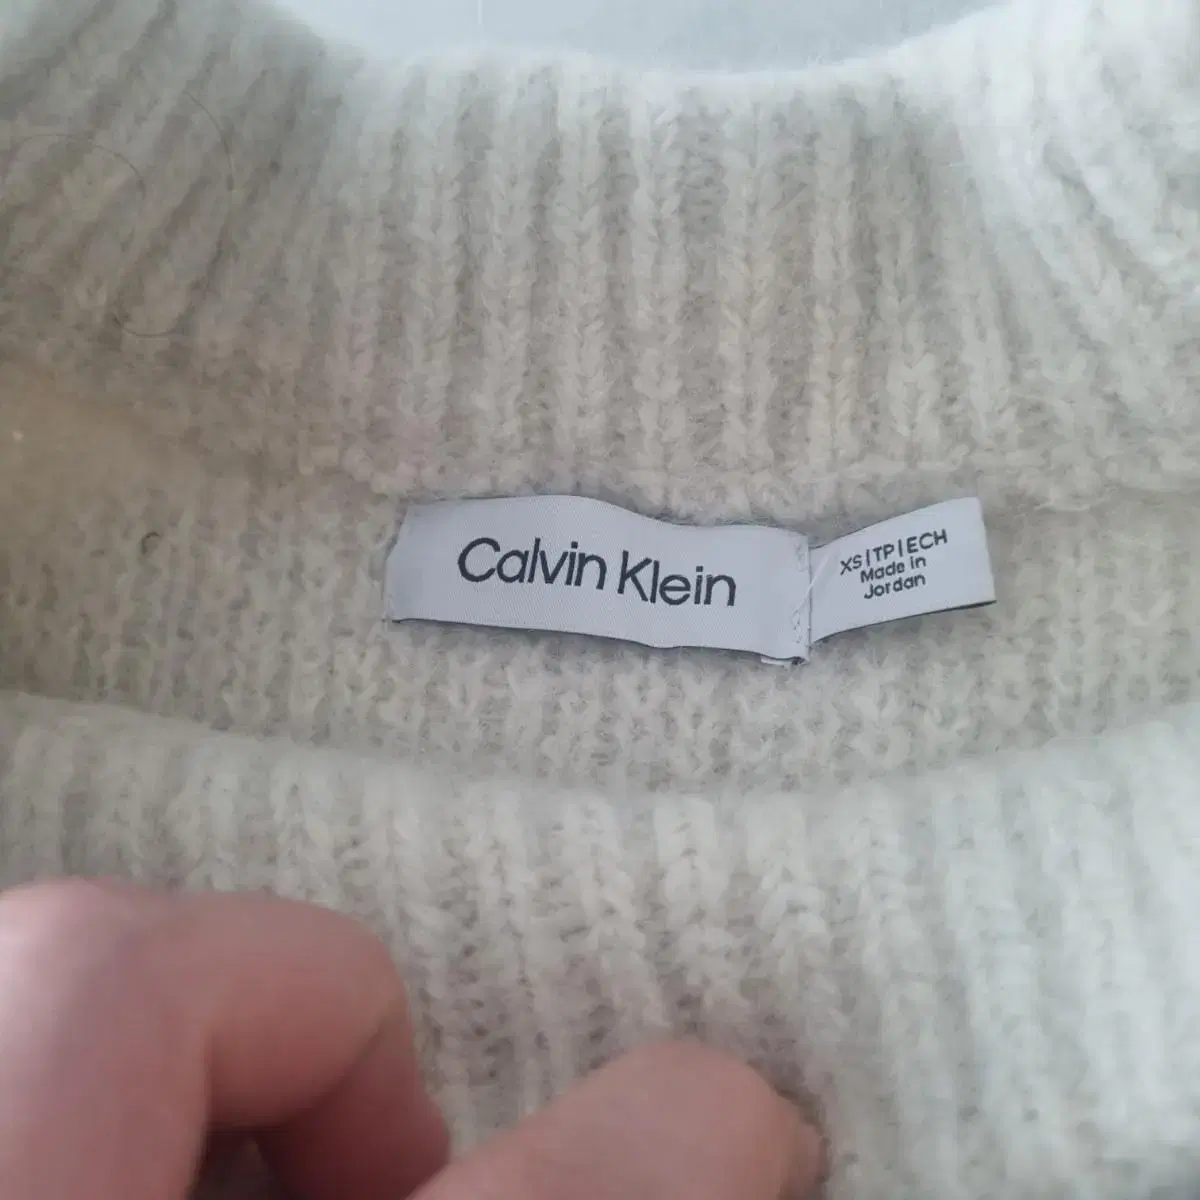 Calvin Klein
XS|TP|ECH
Made in
Jordan